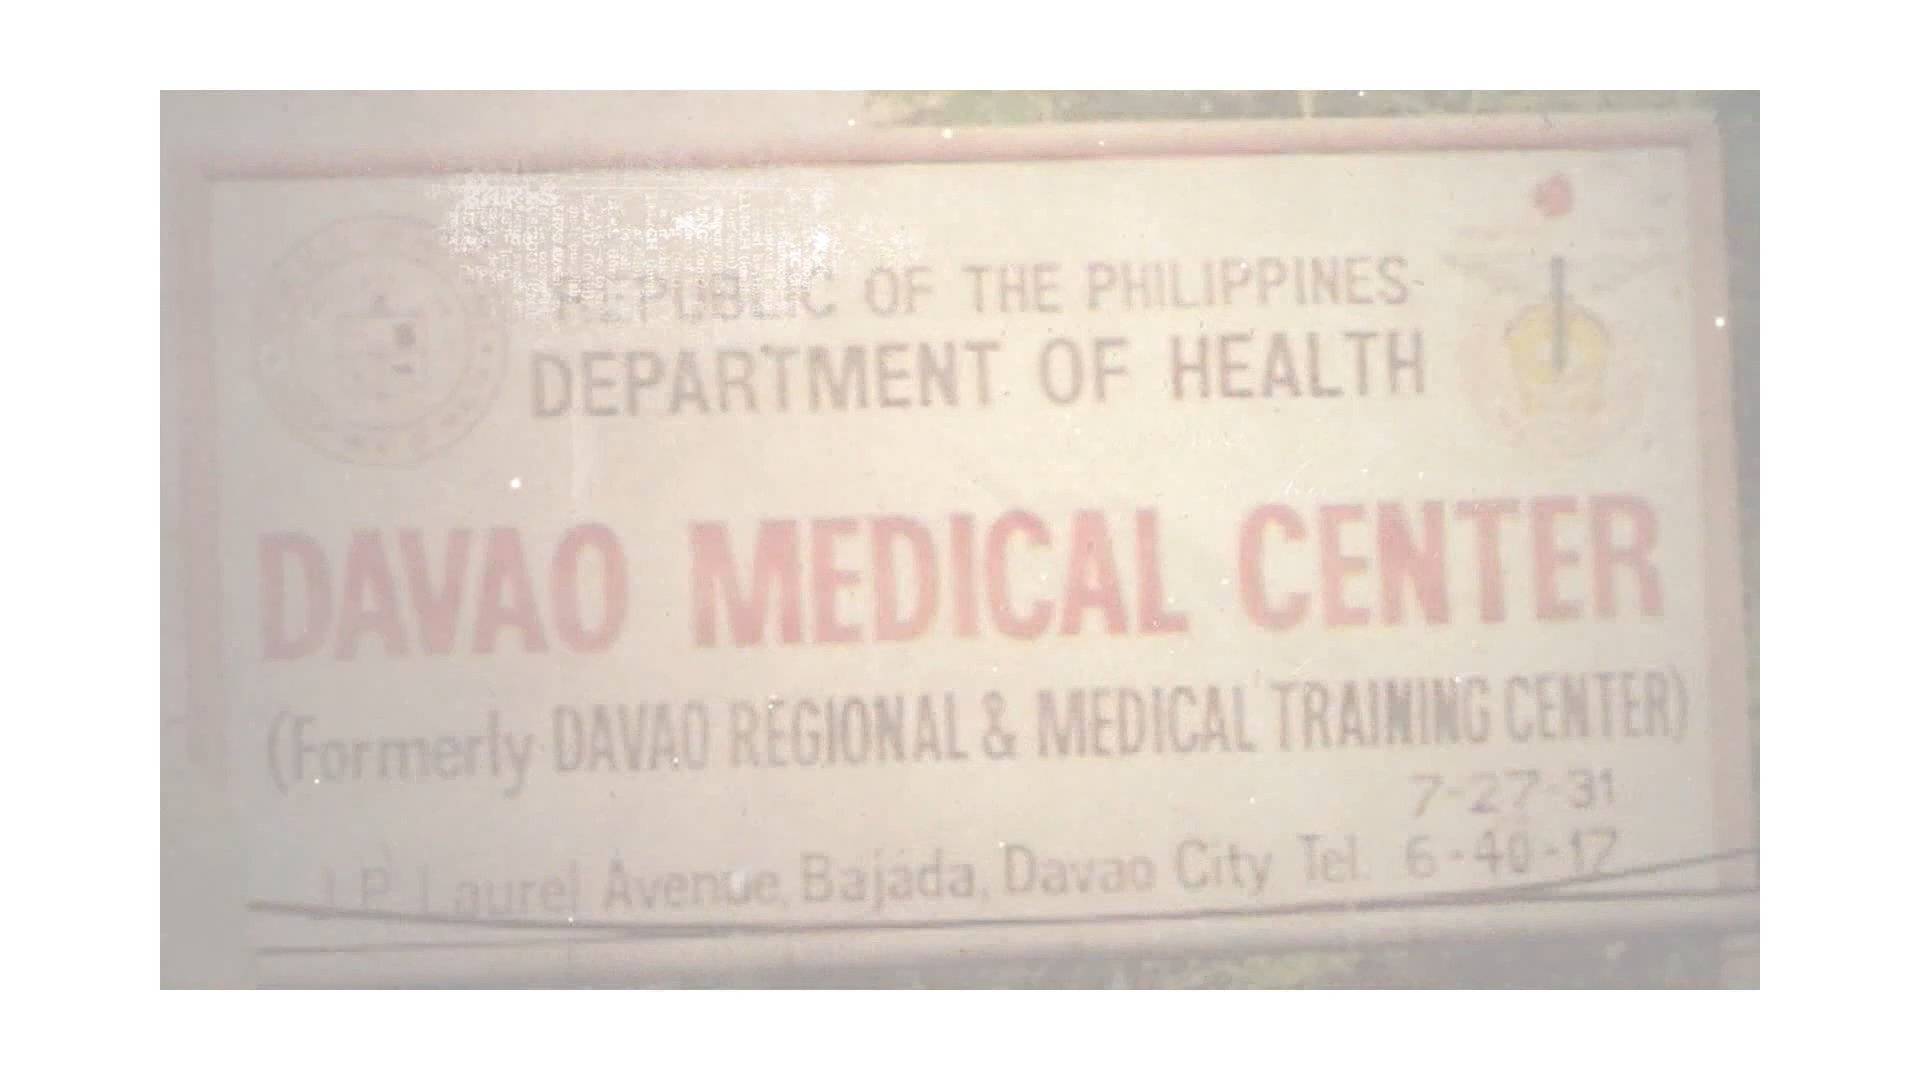 REPUBLIC OF THE PHILIPPINES
DEPARTMENT OF HEALTH
DAVAO MEDICAL CENTER
(Formerly DAVAO REGIONAL & MEDICAL TRAINING CENTER)
7-27-31
J.P. Laurel Avenue, Bajada, Davao City Tel. 6-40-17